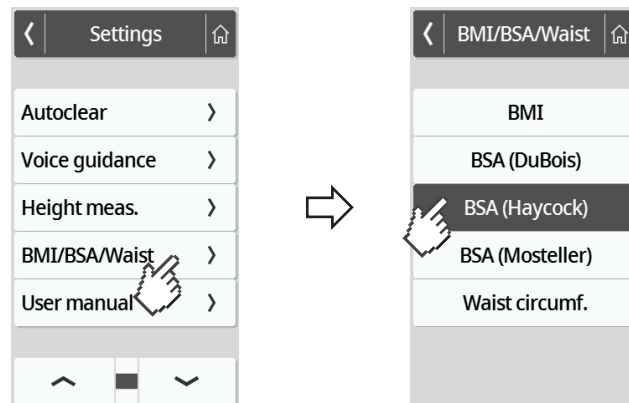 Settings
Autoclear
Voice guidance
Height meas.
BMI/BSA/Waist
User manual
BMI/BSA/Waist
BMI
BSA (DuBois)
BSA (Haycock)
BSA (Mosteller)
Waist circumf.